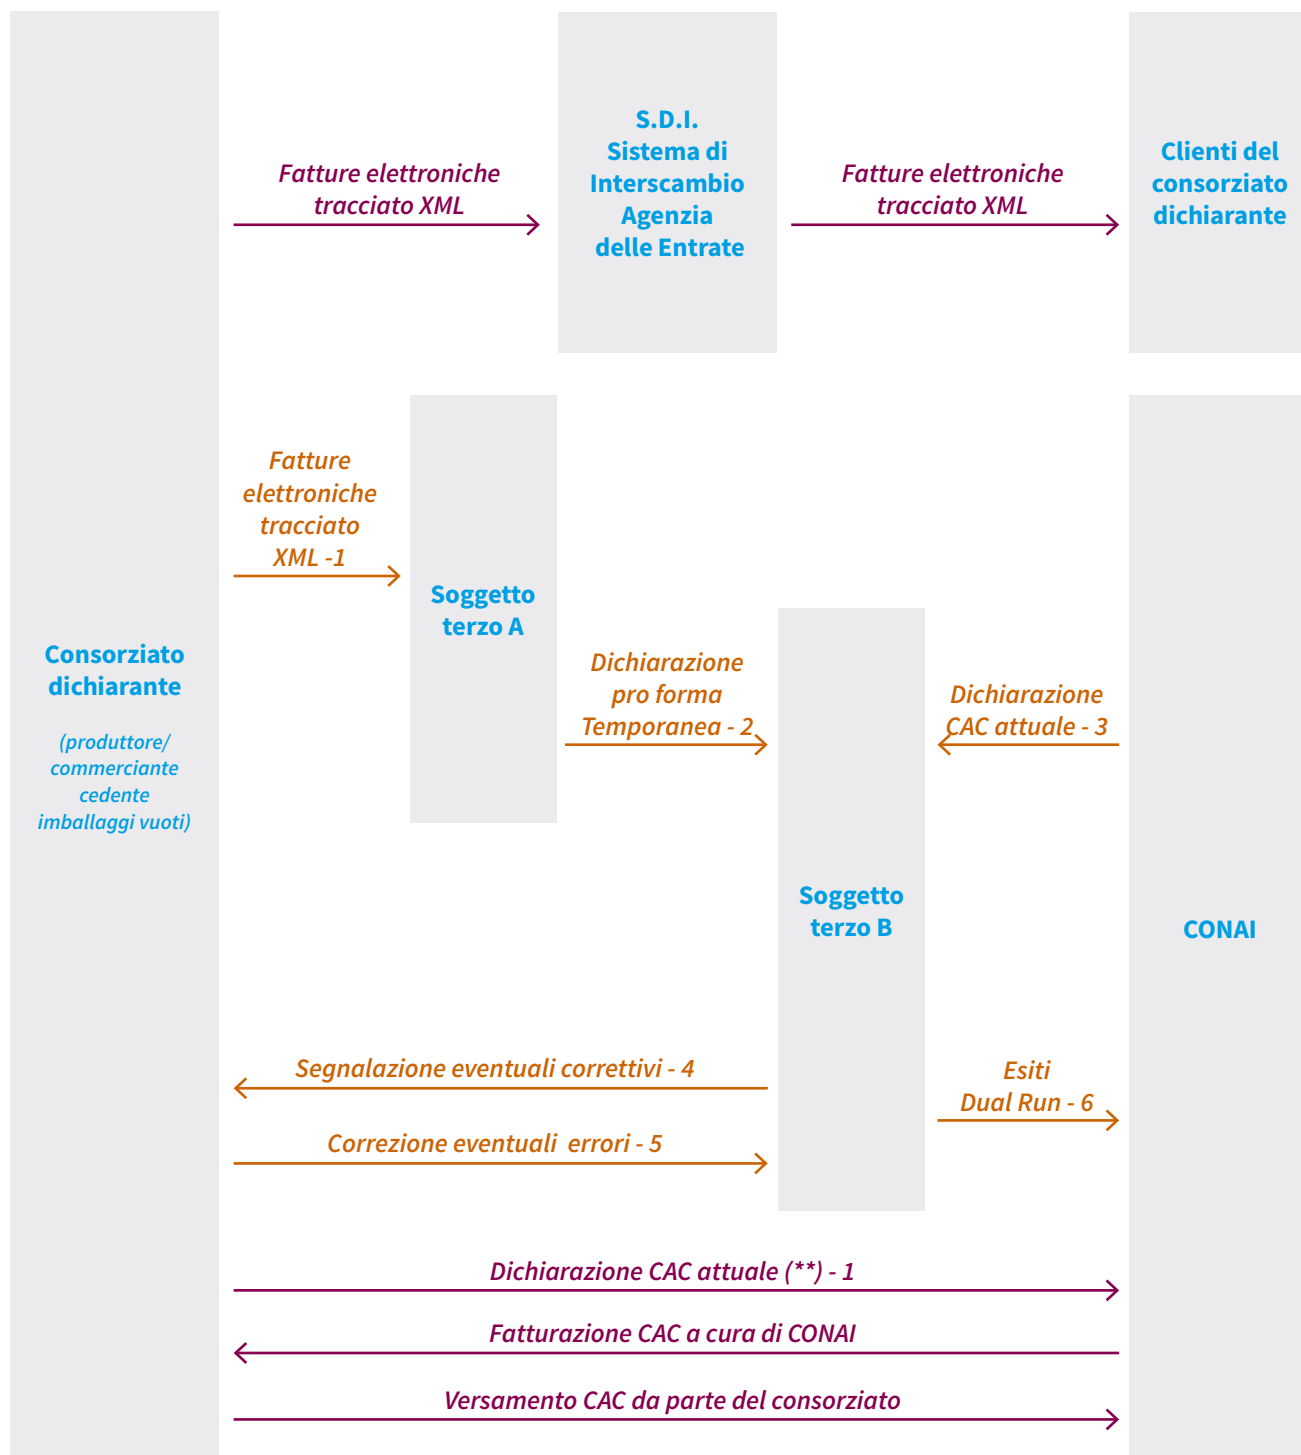 Fatture elettroniche
tracciato XML
S.D.I.
Sistema di
Interscambio
Agenzia
delle Entrate
Fatture elettroniche
tracciato XML
Clienti del
consorziato
dichiarante
Fatture
elettroniche
tracciato
XML -1
Soggetto
terzo A
Consorziato
dichiarante
(produttore/
commerciante
cedente
imballaggi vuoti)
Dichiarazione
pro forma
Temporanea - 2
Dichiarazione
CAC attuale - 3
Soggetto
terzo B
CONAI
Segnalazione eventuali correttivi - 4
Esiti
Dual Run - 6
Correzione eventuali  errori - 5
Dichiarazione CAC attuale (**) - 1
Fatturazione CAC a cura di CONAI
Versamento CAC da parte del consorziato